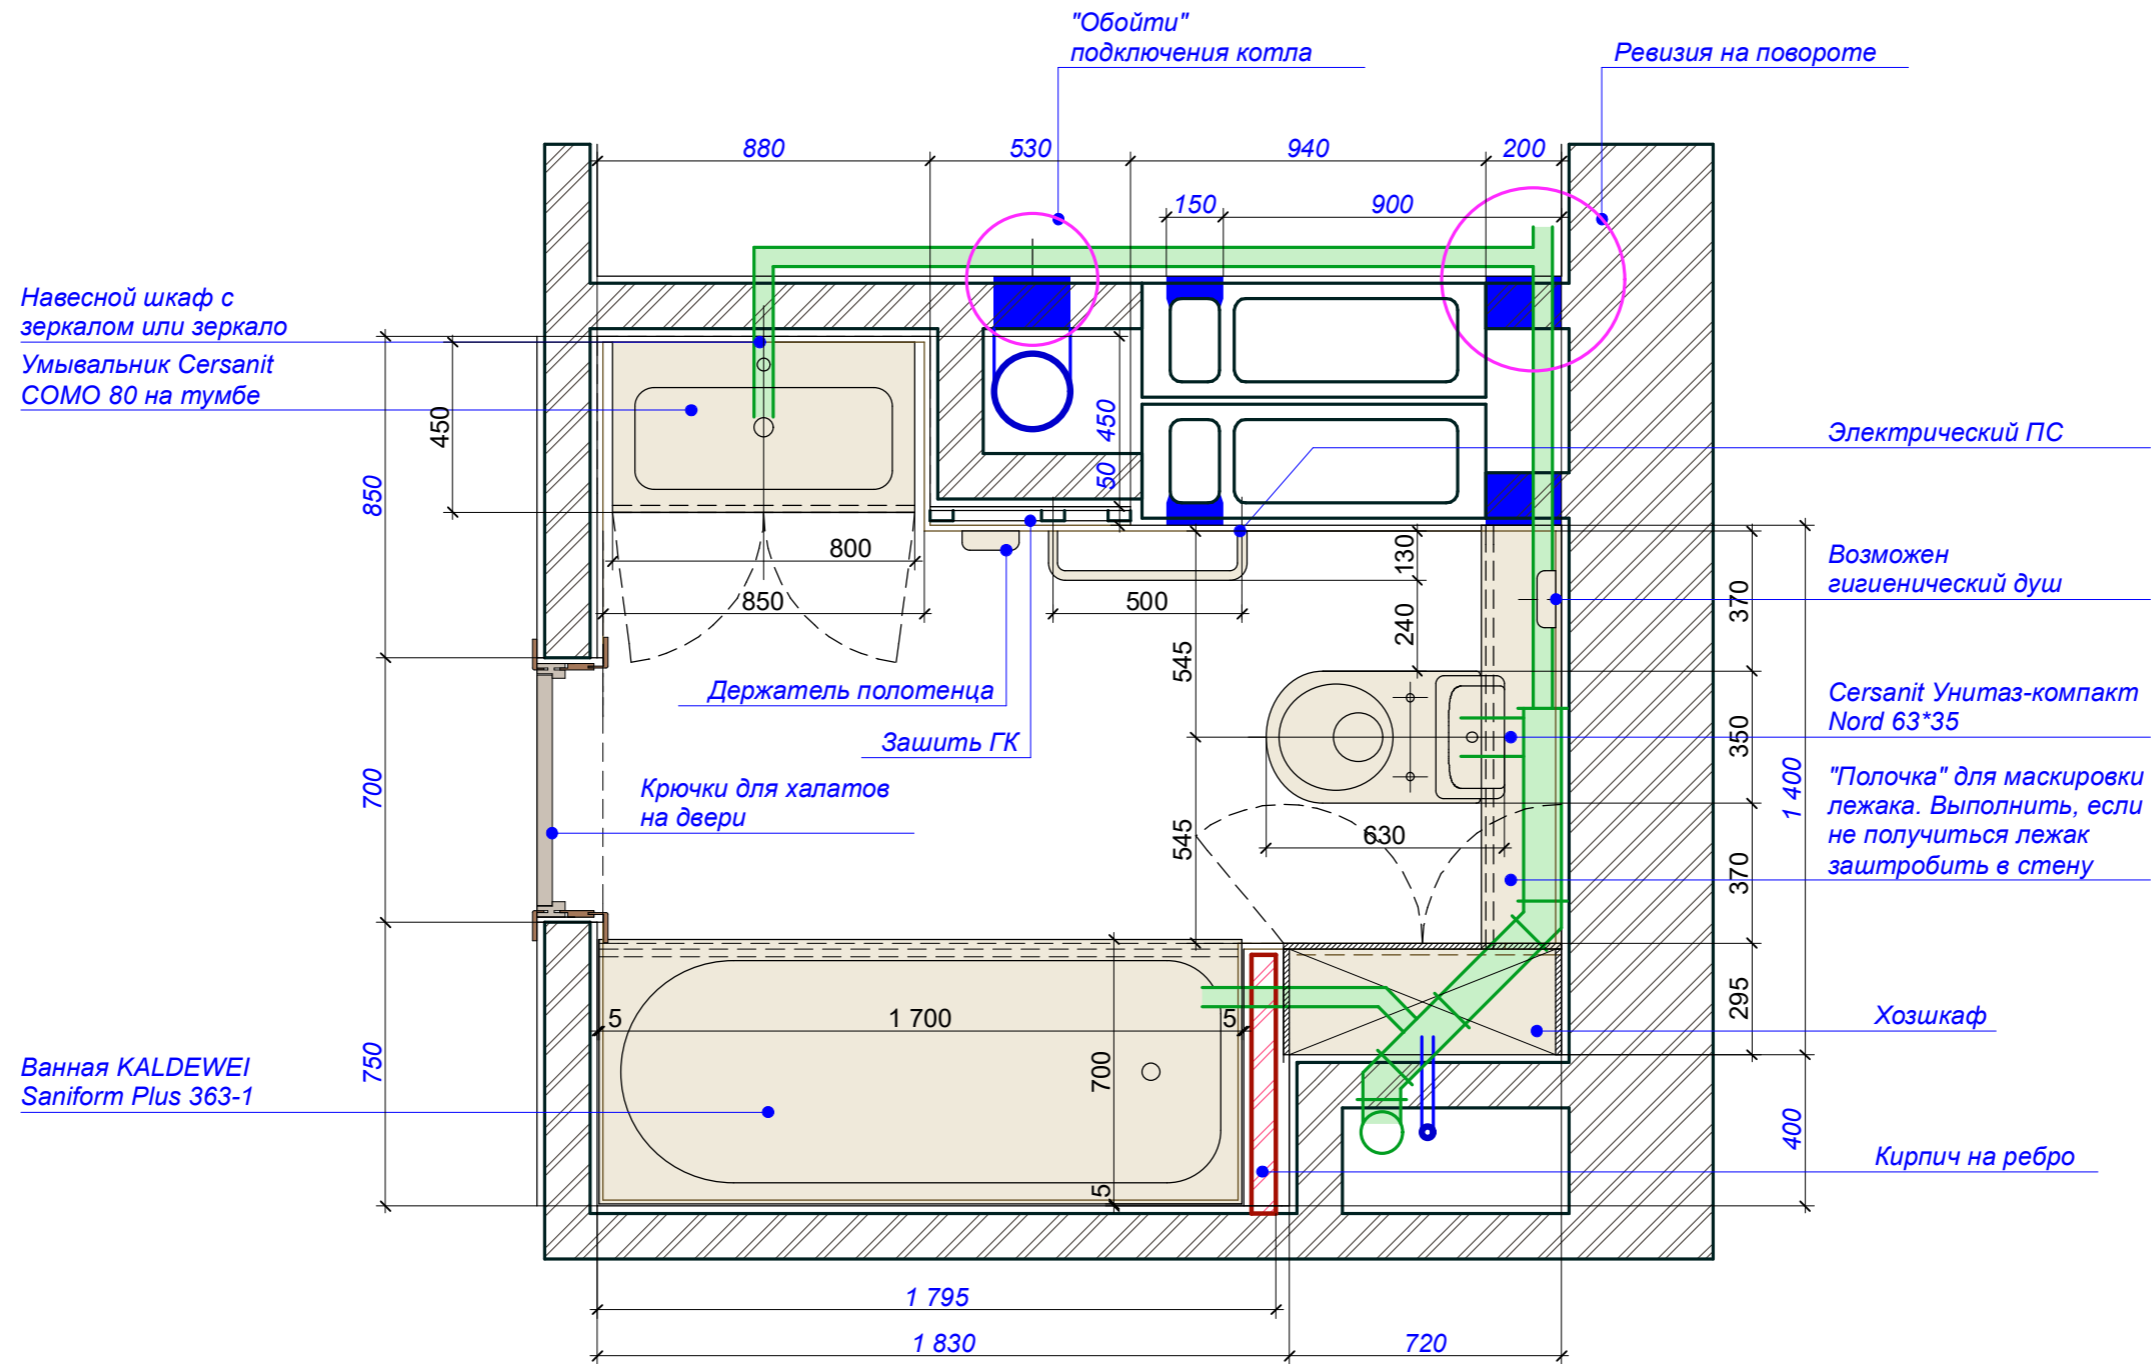 "Обойти"
подключения котла
Ревизия на повороте
880
530
940
200
150
900
Навесной шкаф с
зеркалом или зеркало
Умывальник Cersanit
COMO 80 на тумбе
450
850
450
50
Электрический ПС
800
850
500
130
240
370
Возможен
гигиенический душ
545
Держатель полотенца
Зашить ГК
Cersanit Унитаз-компакт
Nord 63*35
350
700
Крючки для халатов
на двери
545
630
1 400
370
"Полочка" для маскировки
лежака. Выполнить, если
не получиться лежак
заштробить в стену
5
1 700
5
295
Хозшкаф
750
700
Ванная KALDEWEI
Saniform Plus 363-1
5
400
Кирпич на ребро
1 795
1 830
720